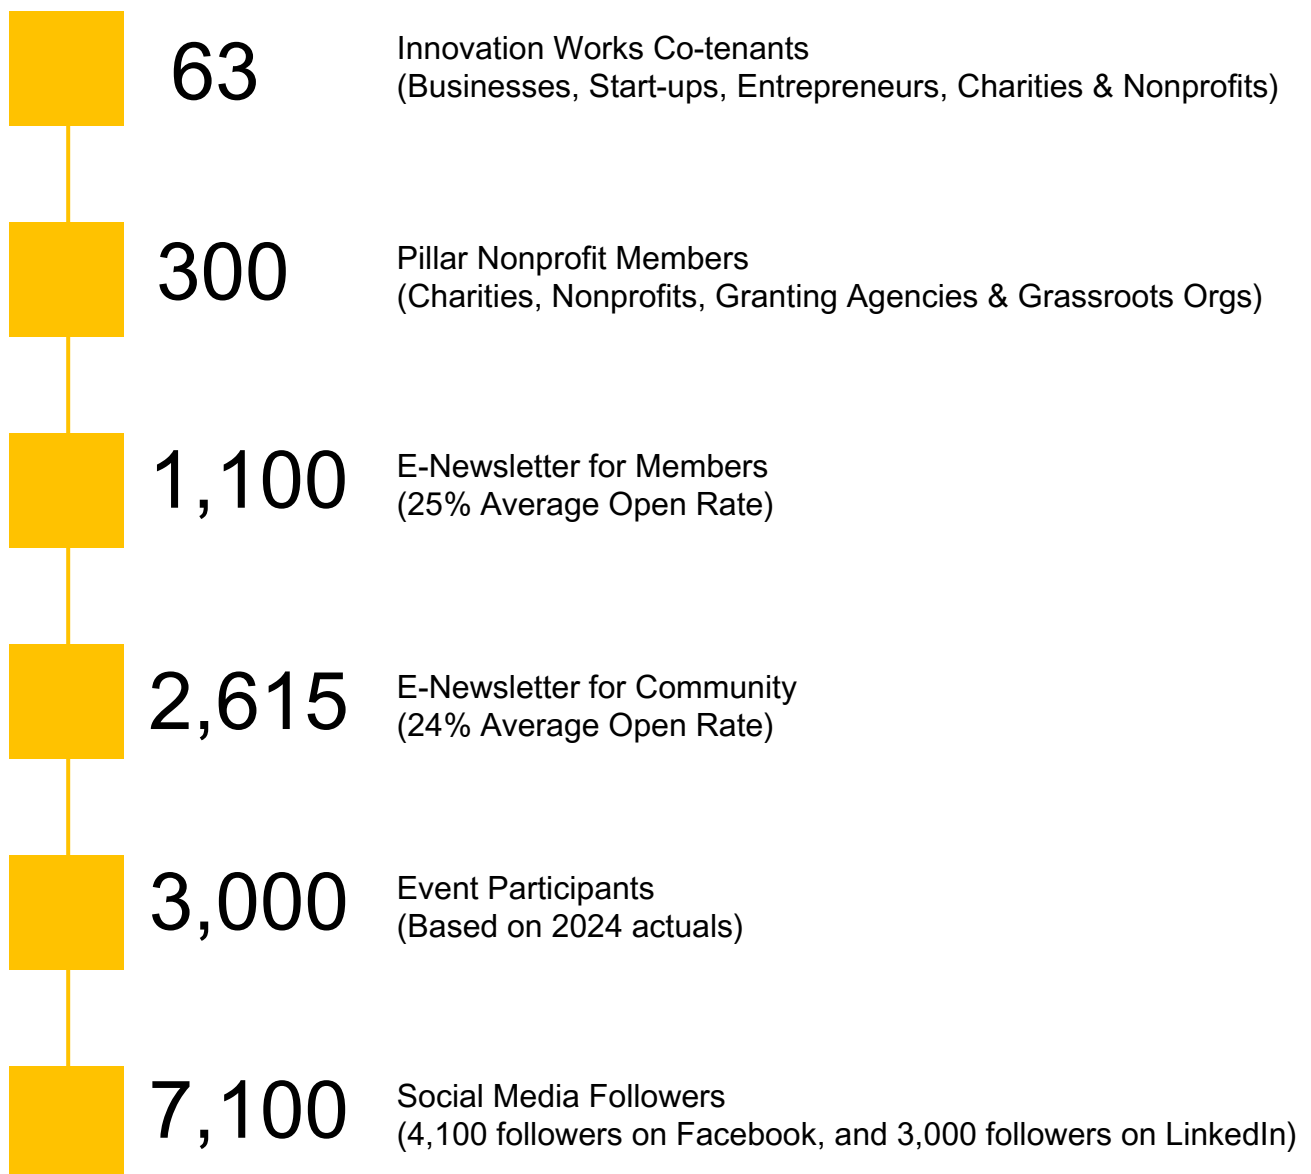 63
Innovation Works Co-tenants
(Businesses, Start-ups, Entrepreneurs, Charities & Nonprofits)
300
Pillar Nonprofit Members
(Charities, Nonprofits, Granting Agencies & Grassroots Orgs)
1,100
E-Newsletter for Members
(25% Average Open Rate)
2,615
E-Newsletter for Community
(24% Average Open Rate)
3,000
Event Participants
(Based on 2024 actuals)
7,100
Social Media Followers
(4,100 followers on Facebook, and 3,000 followers on LinkedIn)